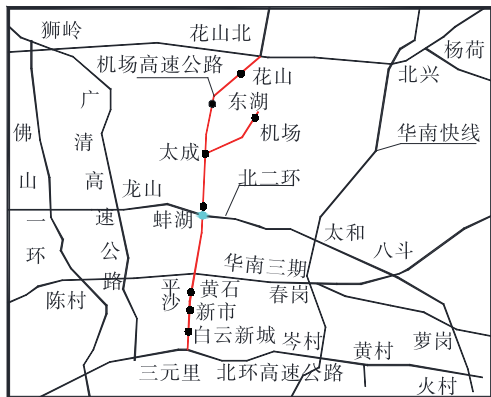 狮岭
花山北
杨荷
机场高速公路
花山
北兴
广清高速公路
东湖
机场
华南快线
佛山一环
太成
龙山
北二环
蚌湖
太和
八斗
华南三期
平沙
黄石
春岗
陈村
新市
白云新城
岑村
黄村
萝岗
三元里
北环高速公路
火村